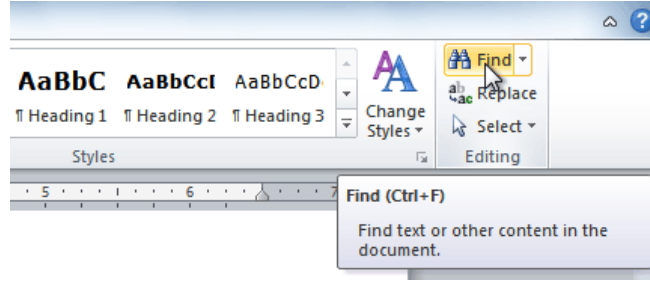 ?
AaBbC AaBbCcI AaBbCcD
¶ Heading 1 ¶ Heading 2 ¶ Heading 3
Change
Styles
Find
Replace
Select
Styles
Editing
5 6 7
Find (Ctrl+F)
Find text or other content in the
document.